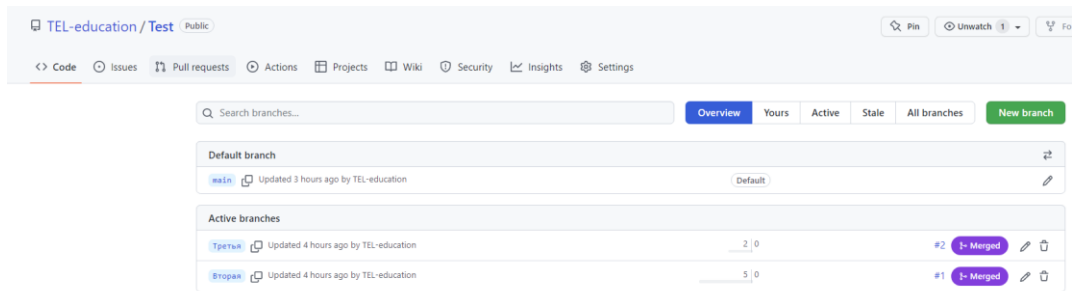 TEL-education / Test Public Pin Unwatch 1
Code Issues Pull requests Actions Projects Wiki Security Insights Settings
Search branches... Overview Yours Active Stale All branches New branch
Default branch
main Updated 3 hours ago by TEL-education Default
Active branches
Третья Updated 4 hours ago by TEL-education 2 0 #2 Merged
Вторая Updated 4 hours ago by TEL-education 5 0 #1 Merged